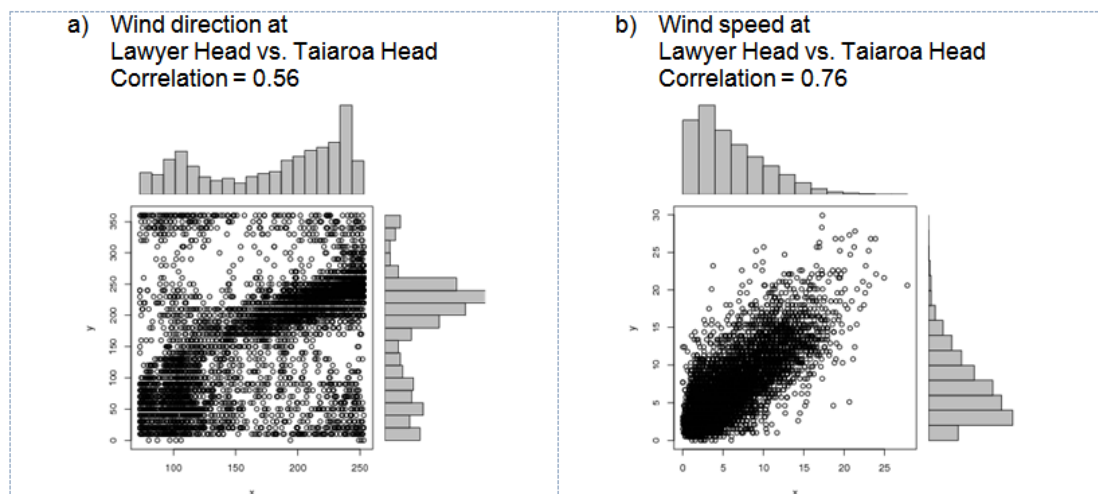 a) Wind direction at
Lawyer Head vs. Taiaroa Head
Correlation = 0.56
350
300
250
200
150
100
50
0
y
100 150 200 250
x
b) Wind speed at
Lawyer Head vs. Taiaroa Head
Correlation = 0.76
30
25
20
15
10
5
0
y
0 5 10 15 20 25
x